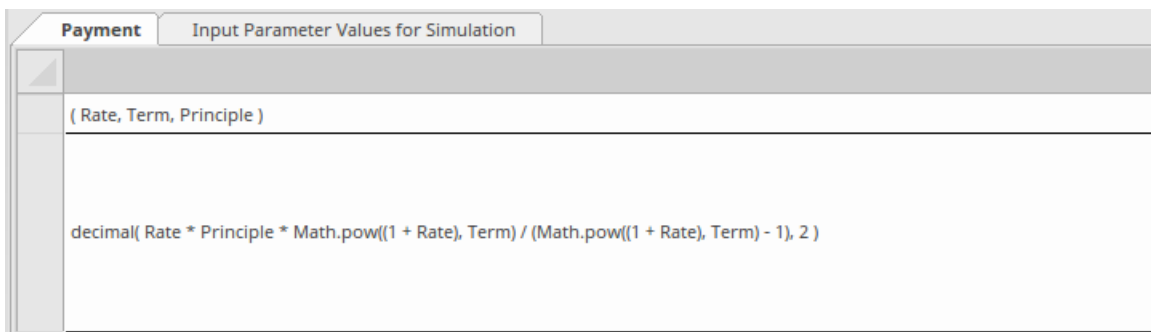 Payment
Input Parameter Values for Simulation
( Rate, Term, Principle )
decimal( Rate * Principle * Math.pow((1 + Rate), Term) / (Math.pow((1 + Rate), Term) - 1), 2 )